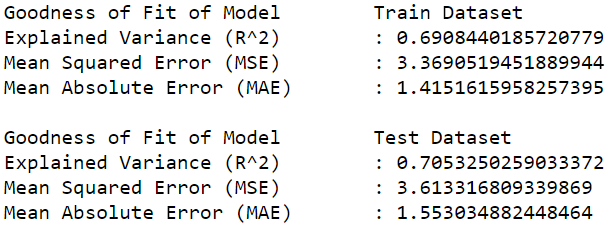 Goodness of Fit of Model Train Dataset
Explained Variance (R^2) : 0.6908440185720779
Mean Squared Error (MSE) : 3.3690519451889944
Mean Absolute Error (MAE) : 1.4151615958257395
Goodness of Fit of Model Test Dataset
Explained Variance (R^2) : 0.7053250259033372
Mean Squared Error (MSE) : 3.613316809339869
Mean Absolute Error (MAE) : 1.553034882448464